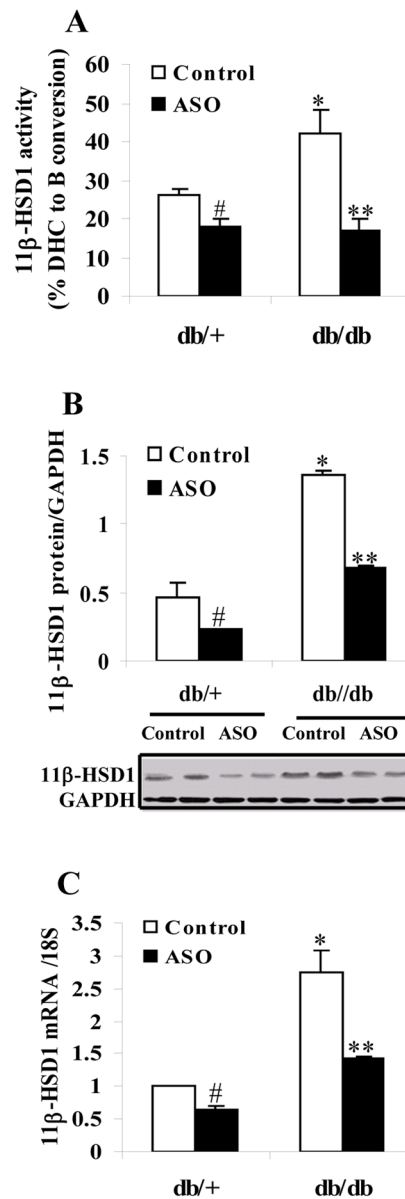 A
11β-HSD1 activity
(% DHC to B conversion)
60
50
40
30
20
10
0
Control
ASO
*
#
**
db/+
db/db
B
11β-HSD1 protein/GAPDH
1.5
1
0.5
0
Control
ASO
*
#
**
db/+
db//db
Control ASO Control ASO
11β-HSD1
GAPDH
C
11β-HSD1 mRNA /18S
3.5
3
2.5
2
1.5
1
0.5
0
Control
ASO
*
#
**
db/+
db/db